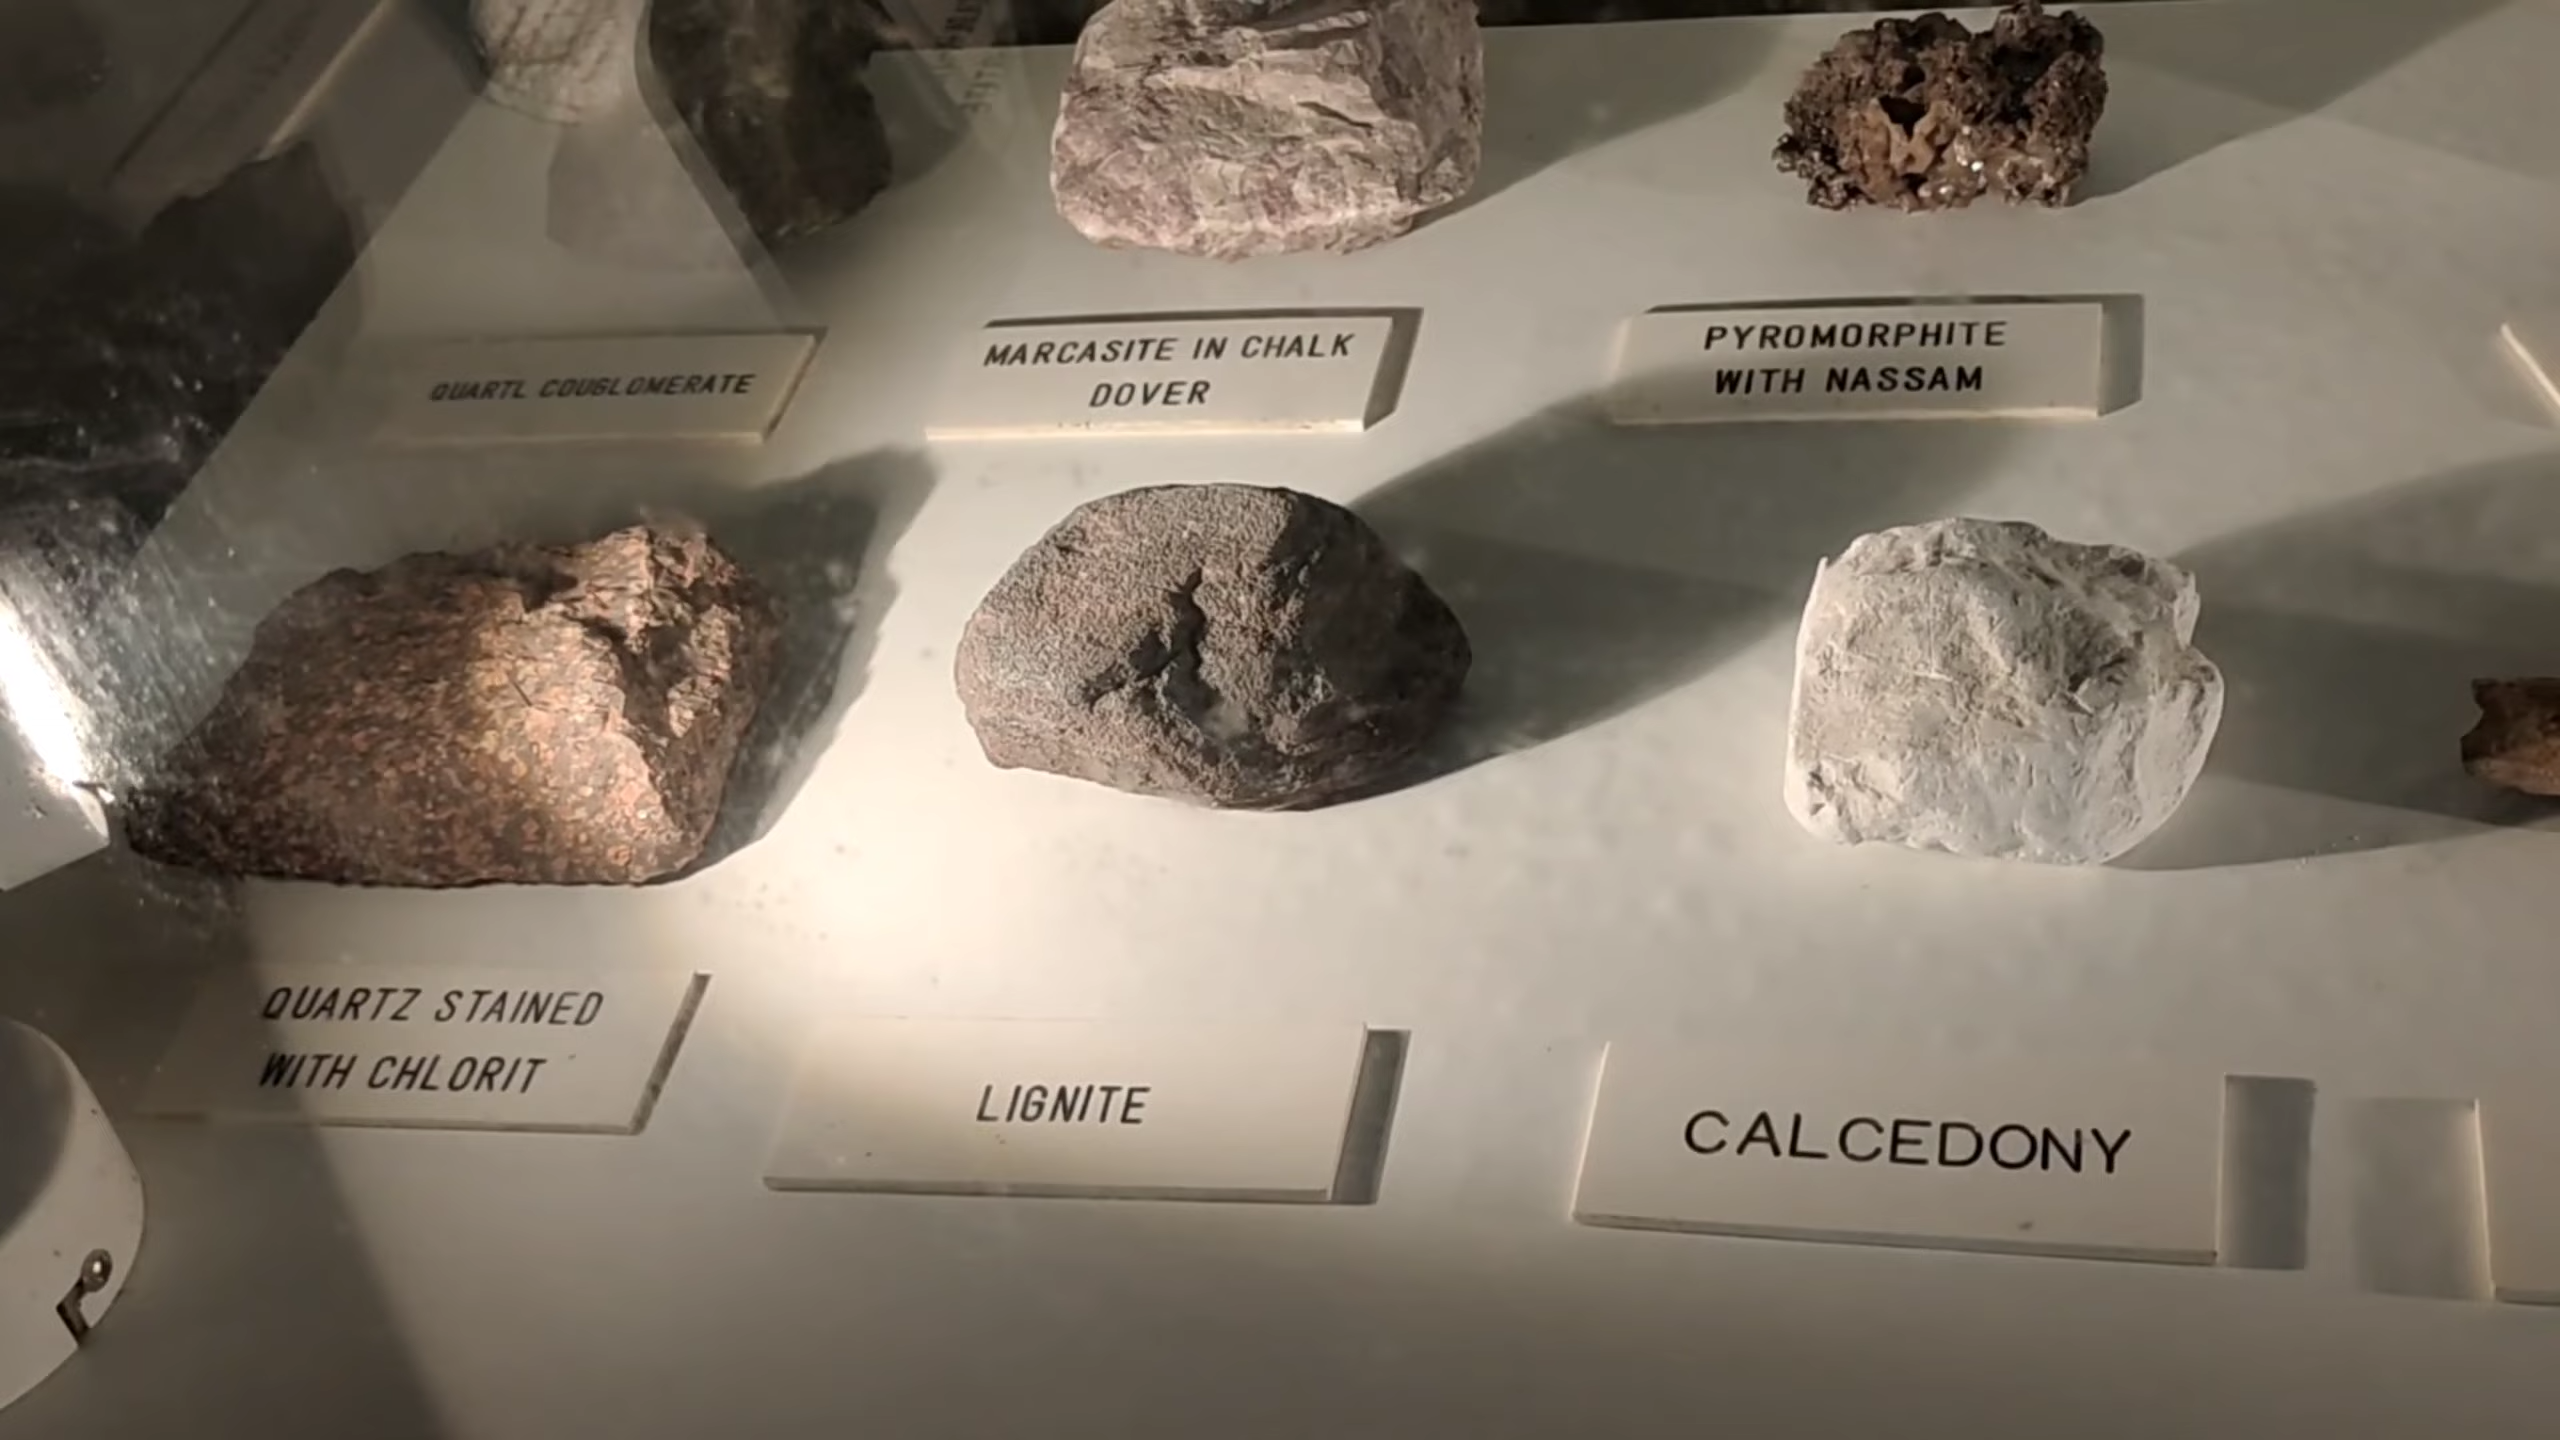 QUARTL COUGLOMERATE
MARCASITE IN CHALK
DOVER
PYROMORPHITE
WITH NASSAM
QUARTZ STAINED
WITH CHLORIT
LIGNITE
CALCEDONY